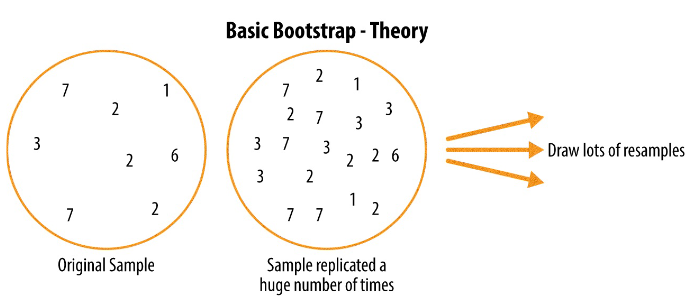 Basic Bootstrap - Theory
7 1
2
3
2 6
7 2
Original Sample
2
7 1
2 7 3
3
3 7 3
2 2 6
3 2
1
7 7 2
Sample replicated a
huge number of times
Draw lots of resamples